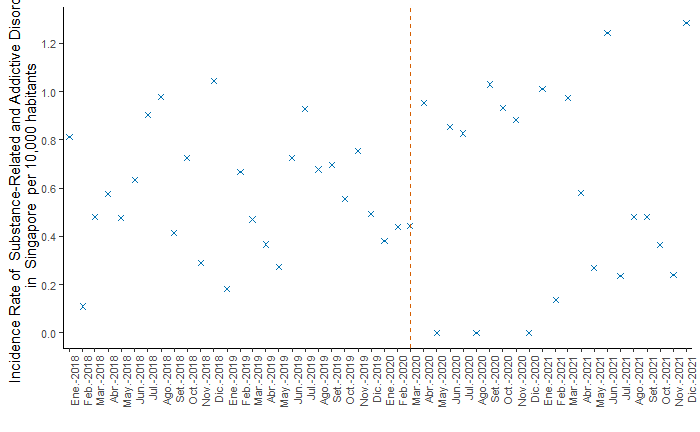 Incidence Rate of Substance-Related and Addictive Disord
in Singapore per 10,000 habitants
1.2
1.0
0.8
0.6
0.4
0.2
0.0
Ene.-2018
Feb.-2018
Mar.-2018
Abr.-2018
May.-2018
Jun.-2018
Jul.-2018
Ago.-2018
Set.-2018
Oct.-2018
Nov.-2018
Dic.-2018
Ene.-2019
Feb.-2019
Mar.-2019
Abr.-2019
May.-2019
Jun.-2019
Jul.-2019
Ago.-2019
Set.-2019
Oct.-2019
Nov.-2019
Dic.-2019
Ene.-2020
Feb.-2020
Mar.-2020
Abr.-2020
May.-2020
Jun.-2020
Jul.-2020
Ago.-2020
Set.-2020
Oct.-2020
Nov.-2020
Dic.-2020
Ene.-2021
Feb.-2021
Mar.-2021
Abr.-2021
May.-2021
Jun.-2021
Jul.-2021
Ago.-2021
Set.-2021
Oct.-2021
Nov.-2021
Dic.-2021